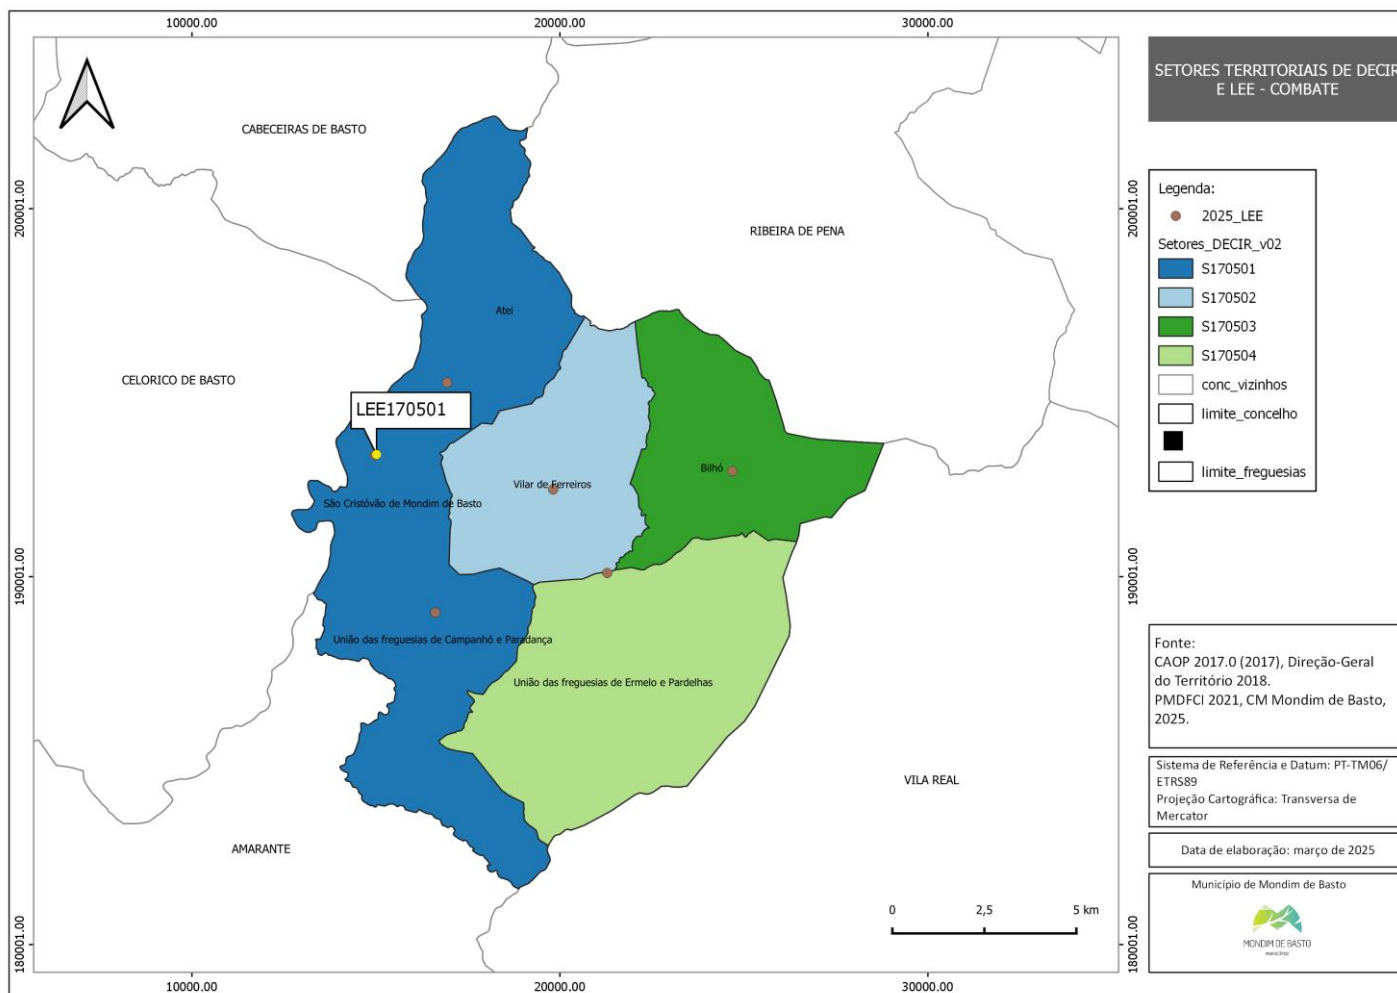 10000.00
20000.00
30000.00
SETORES TERRITORIAIS DE DECIR
E LEE - COMBATE
CABECEIRAS DE BASTO
200001.00
200001.00
Legenda:
2025_LEE
RIBEIRA DE PENA
Setores_DECIR_v02
S170501
S170502
Atei
S170503
S170504
CELORICO DE BASTO
conc_vizinhos
LEE170501
limite_concelho
Bilhó
limite_freguesias
Vilar de Ferreiros
São Cristóvão de Mondim de Basto
190001.00
190001.00
União das freguesias de Campanhó e Paradança
Fonte:
CAOP 2017.0 (2017), Direção-Geral
do Território 2018.
PMDFCI 2021, CM Mondim de Basto,
2025.
União das freguesias de Ermelo e Pardelhas
VILA REAL
Sistema de Referência e Datum: PT-TM06/
ETRS89
Projeção Cartográfica: Transversa de
Mercator
AMARANTE
Data de elaboração: março de 2025
Município de Mondim de Basto
0 2,5 5 km
MONDIM DE BASTO
MUNICÍPIO
180001.00
180001.00
10000.00
20000.00
30000.00